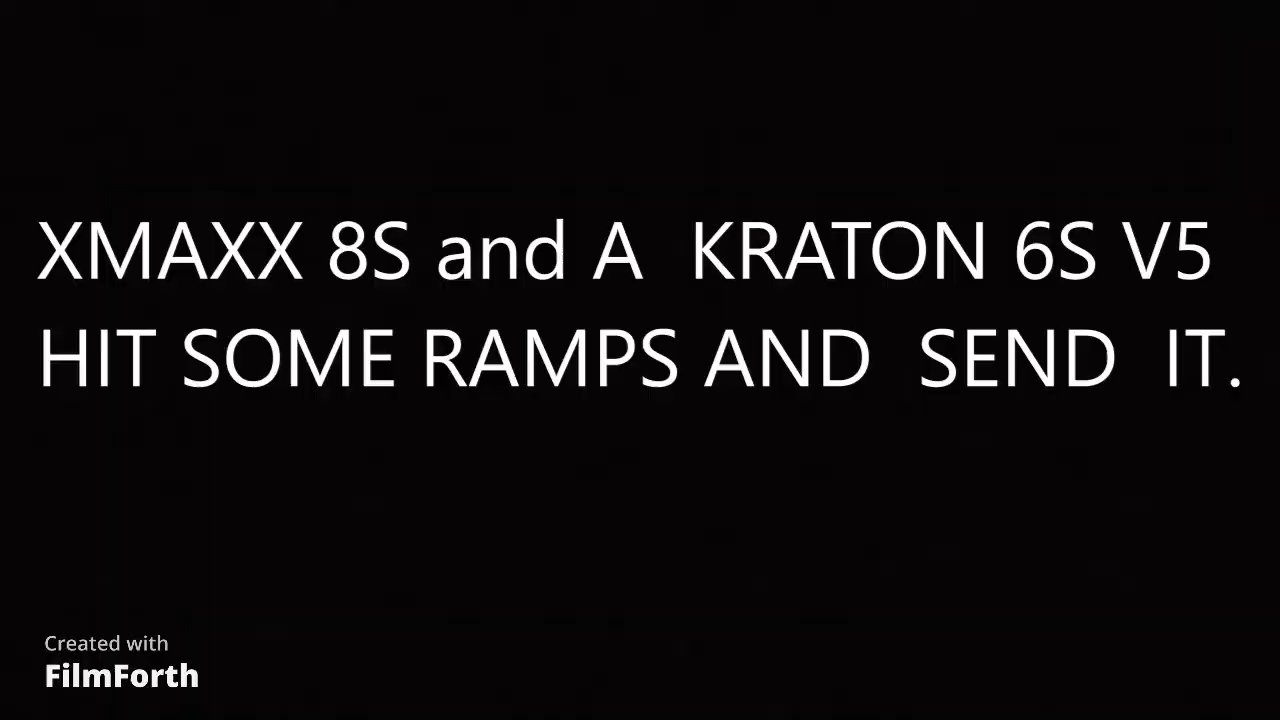 XMAXX 8S and A  KRATON 6S V5
HIT SOME RAMPS AND  SEND  IT.
Created with
FilmForth